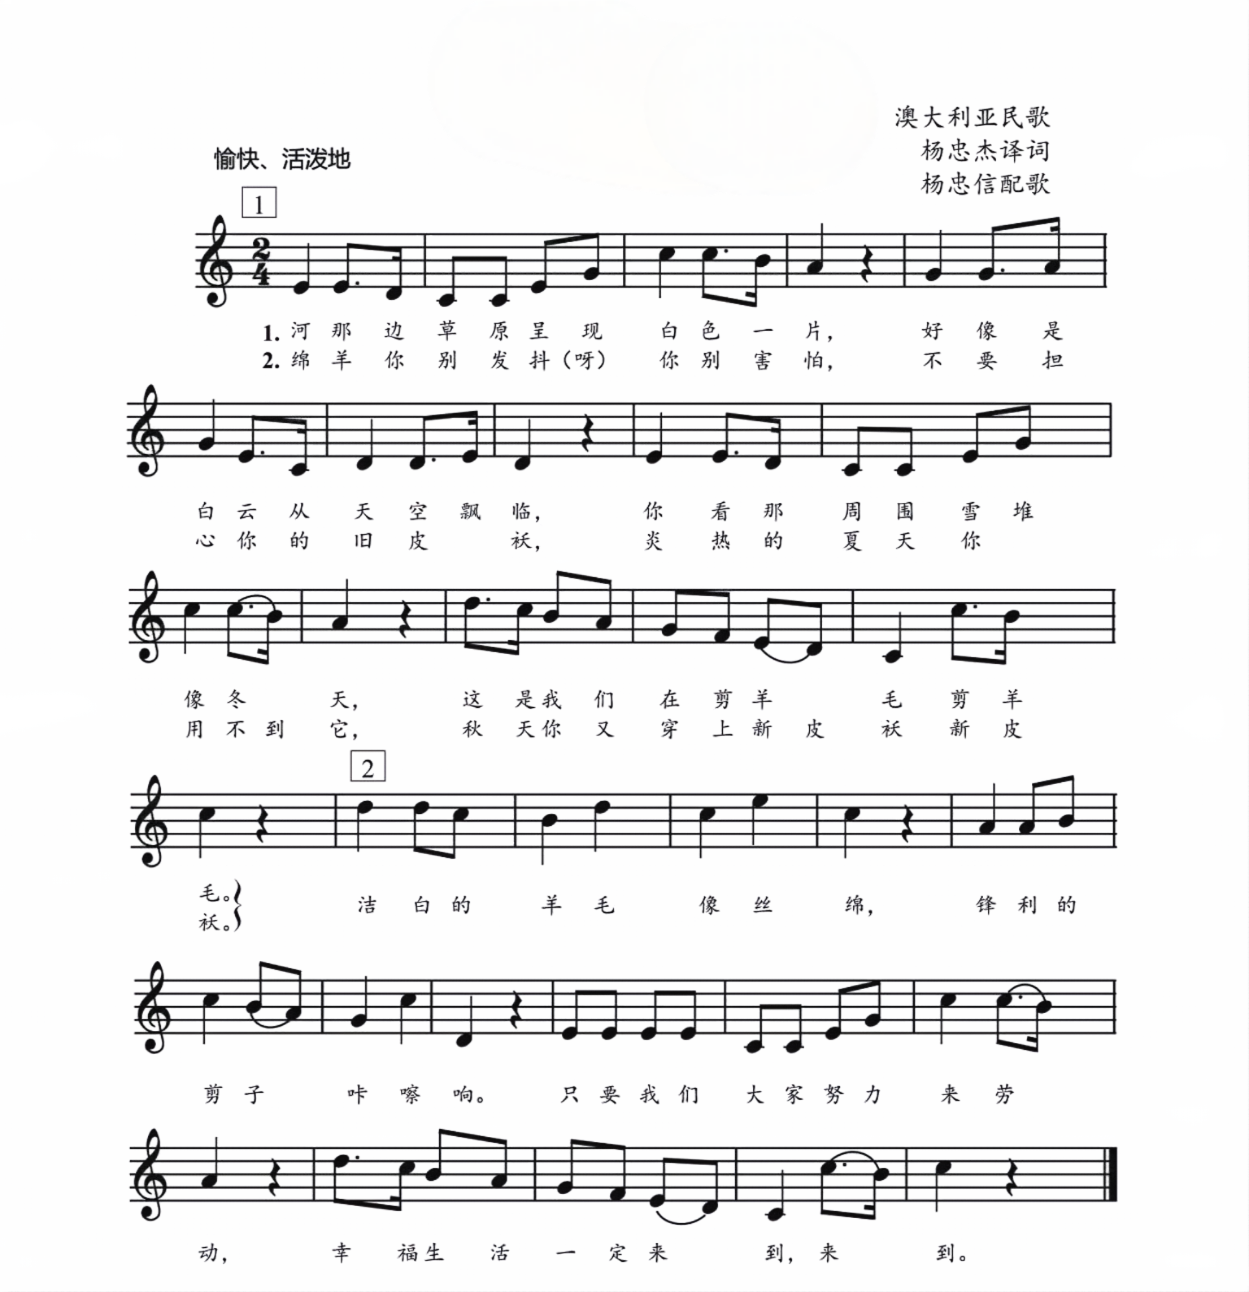 澳大利亚民歌
愉快、活泼地
杨忠杰译词
杨忠信配歌
1
2
4
1. 河 那 边 草 原 呈 现 白 色 一 片， 好 像 是
2. 绵 羊 你 别 发 抖（呀） 你 别 害 怕， 不 要 担
白 云 从 天 空 飘 临， 你 看 那 周 围 雪 堆
心 你 的 旧 皮 袄， 炎 热 的 夏 天 你
像 冬 天， 这 是 我 们 在 剪 羊 毛 剪 羊
用 不 到 它， 秋 天 你 又 穿 上 新 皮 袄 新 皮
2
毛。}
袄。}
洁 白 的 羊 毛 像 丝 绵， 锋 利 的
剪 子 咔 嚓 响。 只 要 我 们 大 家 努 力 来 劳
动， 幸 福 生 活 一 定 来 到， 来 到。